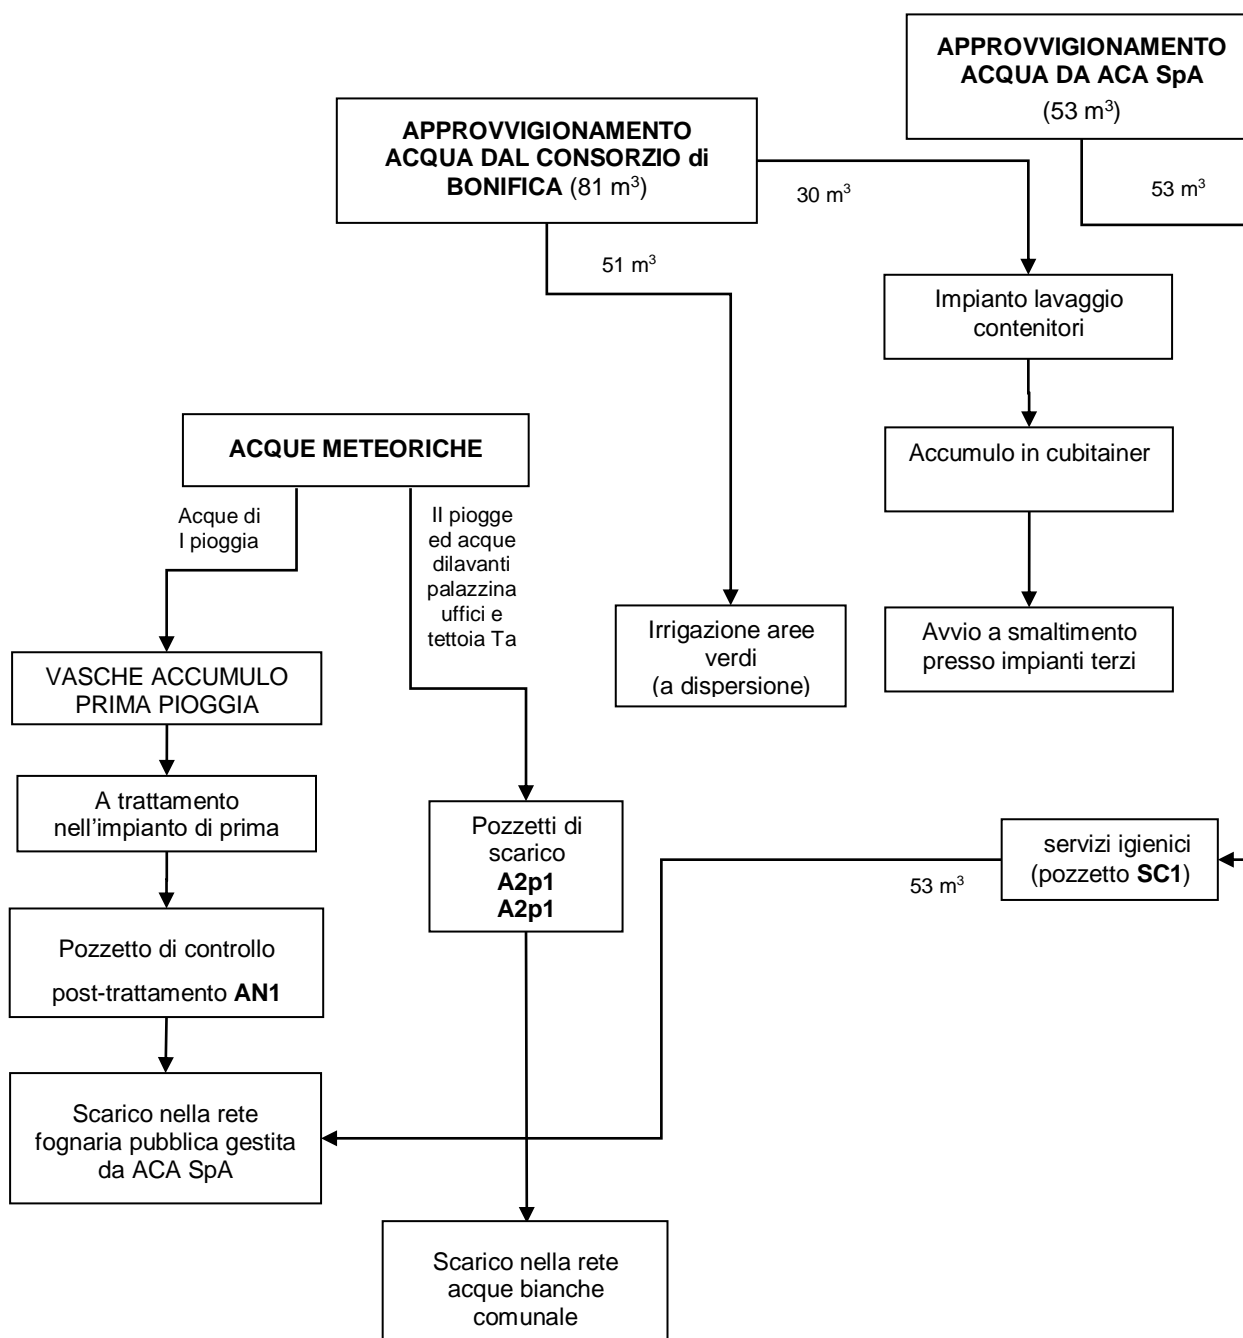 APPROVVIGIONAMENTO
ACQUA DA ACA SpA
(53 m³)
APPROVVIGIONAMENTO
ACQUA DAL CONSORZIO di
BONIFICA (81 m³)
30 m³
53 m³
51 m³
Impianto lavaggio
contenitori
ACQUE METEORICHE
Accumulo in cubitainer
Acque di
I pioggia
II piogge
ed acque
dilavanti
palazzina
uffici e
tettoia Ta
Irrigazione aree
verdi
(a dispersione)
Avvio a smaltimento
presso impianti terzi
VASCHE ACCUMULO
PRIMA PIOGGIA
A trattamento
nell'impianto di prima
Pozzetti di
scarico
A2p1
A2p1
servizi igienici
(pozzetto SC1)
53 m³
Pozzetto di controllo
post-trattamento AN1
Scarico nella rete
fognaria pubblica gestita
da ACA SpA
Scarico nella rete
acque bianche
comunale